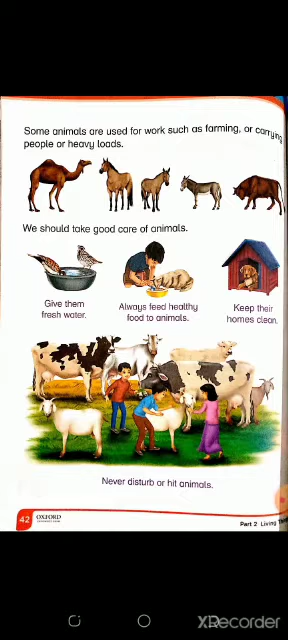 Some animals are used for work such as farming, or carrying
people or heavy loads.
We should take good care of animals.
Give them
fresh water.
Always feed healthy
food to animals.
Keep their
homes clean.
Never disturb or hit animals.
42 OXFORD
Part 2 Living
XRecorder